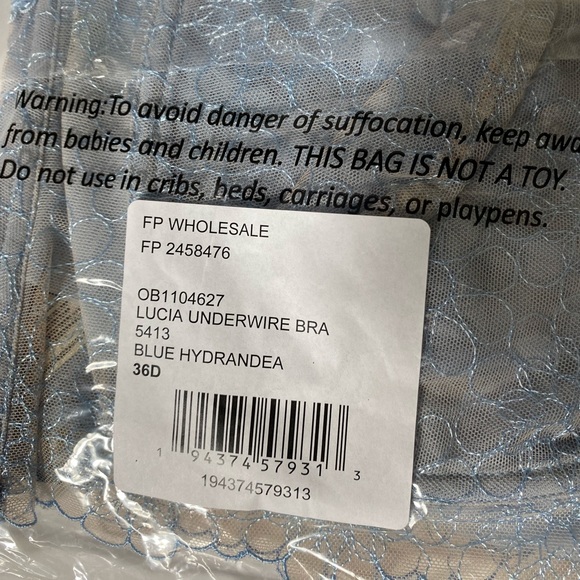 Warning:To avoid danger of suffocation, keep awa
from babies and children. THIS BAG IS NOT A TOY.
Do not use in cribs, beds, carriages, or playpens.
FP WHOLESALE
FP 2458476
OB1104627
LUCIA UNDERWIRE BRA
5413
BLUE HYDRANDEA
36D
1 94374 57931 3
194374579313